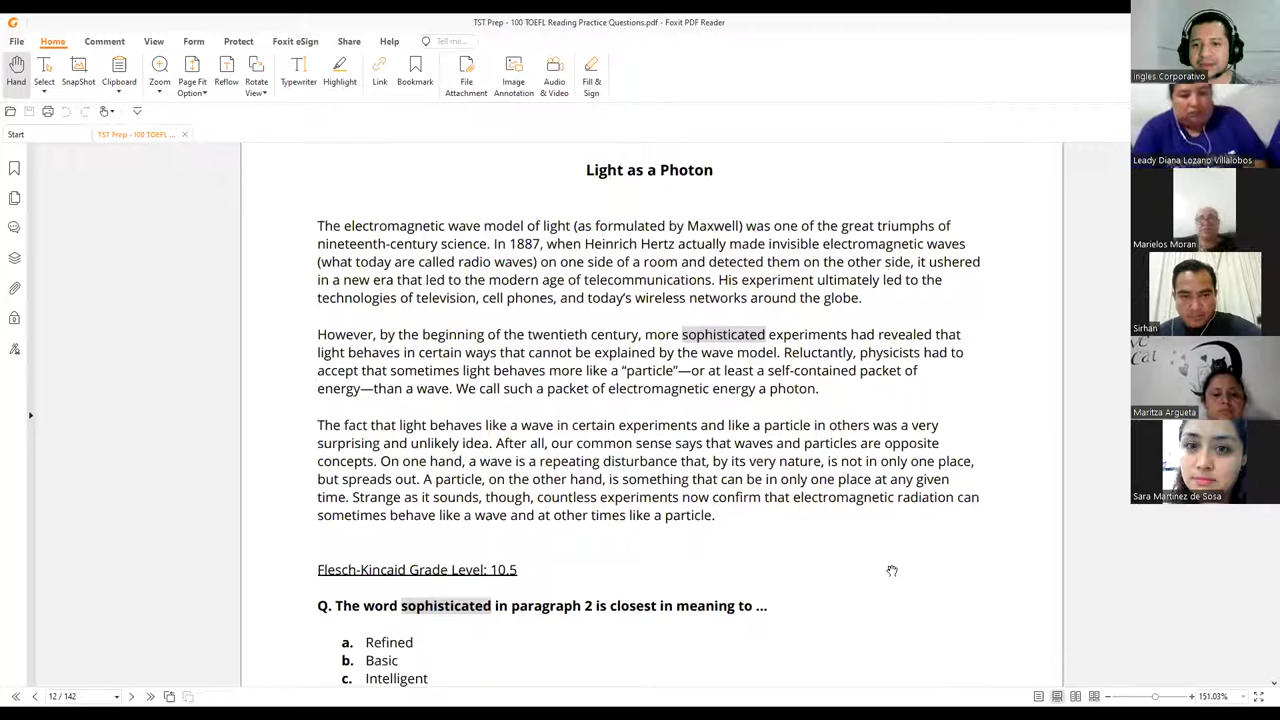 TST Prep - 100 TOEFL Reading Practice Questions.pdf - Foxit PDF Reader
File Home Comment View Form Protect Foxit eSign Share Help Tell me...
Hand Select SnapShot Clipboard Zoom Page Fit Option Reflow Rotate View Typewriter Highlight Link Bookmark File Attachment Image Annotation Audio & Video Fill & Sign
Start TST Prep - 100 TOEFL ...
Light as a Photon
The electromagnetic wave model of light (as formulated by Maxwell) was one of the great triumphs of
nineteenth-century science. In 1887, when Heinrich Hertz actually made invisible electromagnetic waves
(what today are called radio waves) on one side of a room and detected them on the other side, it ushered
in a new era that led to the modern age of telecommunications. His experiment ultimately led to the
technologies of television, cell phones, and today's wireless networks around the globe.
However, by the beginning of the twentieth century, more sophisticated experiments had revealed that
light behaves in certain ways that cannot be explained by the wave model. Reluctantly, physicists had to
accept that sometimes light behaves more like a “particle”—or at least a self-contained packet of
energy—than a wave. We call such a packet of electromagnetic energy a photon.
The fact that light behaves like a wave in certain experiments and like a particle in others was a very
surprising and unlikely idea. After all, our common sense says that waves and particles are opposite
concepts. On one hand, a wave is a repeating disturbance that, by its very nature, is not in only one place,
but spreads out. A particle, on the other hand, is something that can be in only one place at any given
time. Strange as it sounds, though, countless experiments now confirm that electromagnetic radiation can
sometimes behave like a wave and at other times like a particle.
Flesch-Kincaid Grade Level: 10.5
Q. The word sophisticated in paragraph 2 is closest in meaning to ...
a. Refined
b. Basic
c. Intelligent
12 / 142
151.03%
Ingles Corporativo
Leady Diana Lozano Villalobos
Marielos Moran
Sirhan
Cat
Maritza Argueta
Sara Martinez de Sosa